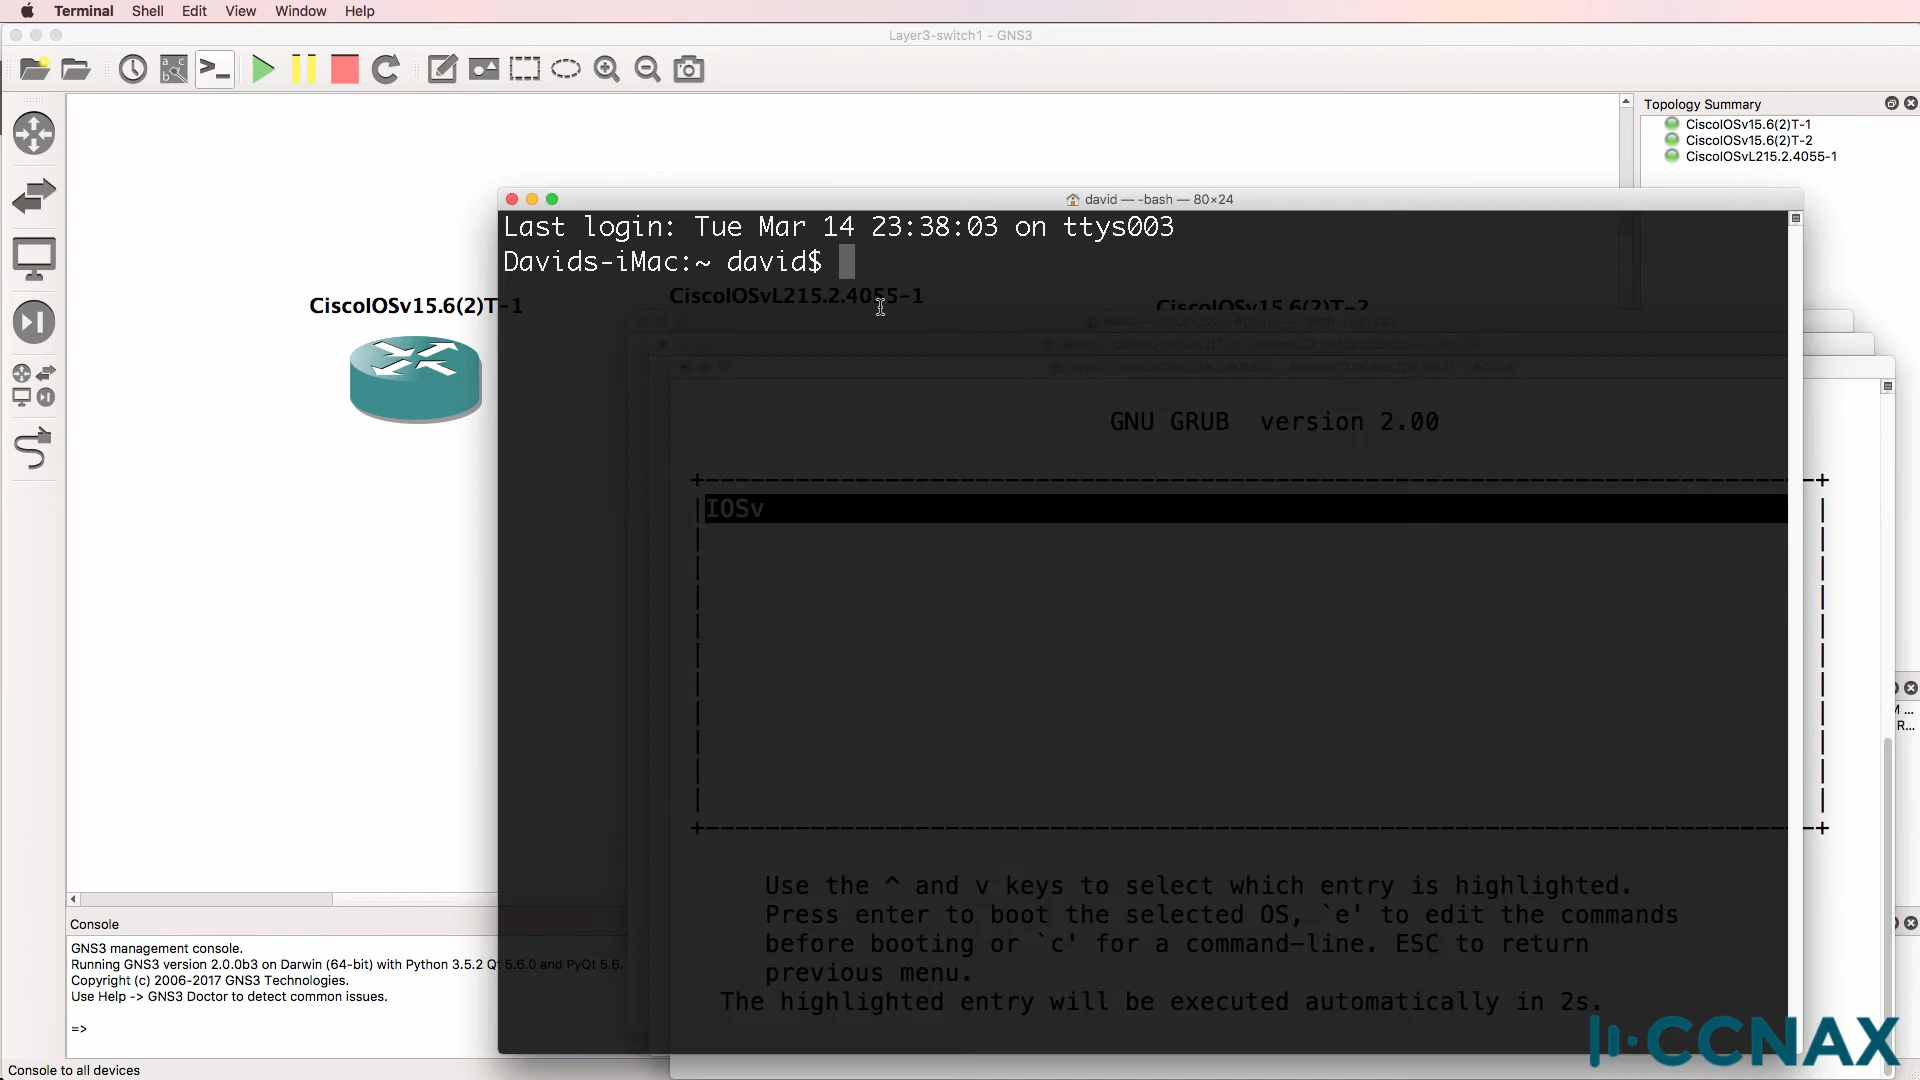 Terminal Shell Edit View Window Help
Layer3-switch1 - GNS3
Topology Summary
CiscoIOSv15.6(2)T-1
CiscoIOSv15.6(2)T-2
CiscoIOSvL215.2.4055-1
david — -bash — 80×24
Last login: Tue Mar 14 23:38:03 on ttys003
Davids-iMac:~ david$
CiscoIOSv15.6(2)T-1
CiscoIOSvL215.2.4055-1
CiscoIOSv15.6(2)T-2
GNU GRUB version 2.00
IOSv
Use the ^ and v keys to select which entry is highlighted.
Press enter to boot the selected OS, `e' to edit the commands
before booting or `c' for a command-line. ESC to return
previous menu.
The highlighted entry will be executed automatically in 2s.
Console
GNS3 management console.
Running GNS3 version 2.0.0b3 on Darwin (64-bit) with Python 3.5.2 Qt 5.6.0 and PyQt 5.6.
Copyright (c) 2006-2017 GNS3 Technologies.
Use Help -> GNS3 Doctor to detect common issues.
=>
Console to all devices
CCNAX